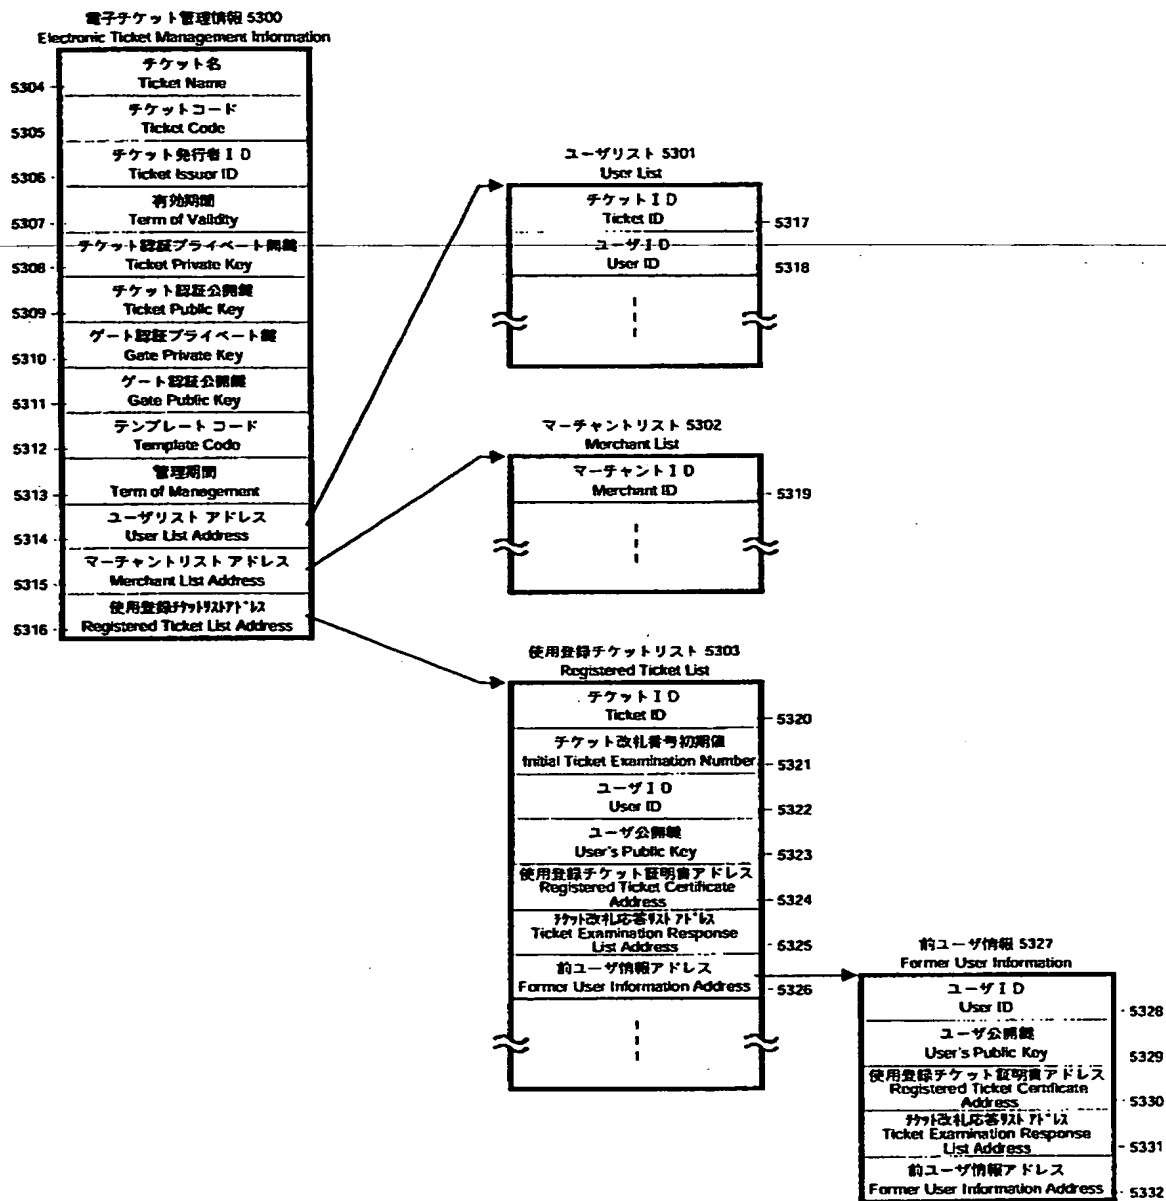 電子チケット管理情報 5300
Electronic Ticket Management Information
チケット名
Ticket Name
5304
チケットコード
Ticket Code
5305
チケット発行者ID
Ticket Issuer ID
5306
有効期間
Term of Validity
5307
チケット認証プライベート開鍵
Ticket Private Key
5308
チケット認証公開鍵
Ticket Public Key
5309
ゲート認証プライベート鍵
Gate Private Key
5310
ゲート認証公開鍵
Gate Public Key
5311
テンプレート コード
Template Code
5312
管理期間
Term of Management
5313
ユーザリスト アドレス
User List Address
5314
マーチャントリスト アドレス
Merchant List Address
5315
使用登録チケットリストアドレス
Registered Ticket List Address
5316
ユーザリスト 5301
User List
チケットID
Ticket ID
5317
ユーザID
User ID
5318
マーチャントリスト 5302
Merchant List
マーチャントID
Merchant ID
5319
使用登録チケットリスト 5303
Registered Ticket List
チケットID
Ticket ID
5320
チケット改札番号初期値
Initial Ticket Examination Number
5321
ユーザID
User ID
5322
ユーザ公開鍵
User's Public Key
5323
使用登録チケット証明書アドレス
Registered Ticket Certificate
Address
5324
チケット改札応答リスト アドレス
Ticket Examination Response
List Address
5325
前ユーザ情報アドレス
Former User Information Address
5326
前ユーザ情報 5327
Former User Information
ユーザID
User ID
5328
ユーザ公開鍵
User's Public Key
5329
使用登録チケット証明書アドレス
Registered Ticket Certificate
Address
5330
チケット改札応答リスト アドレス
Ticket Examination Response
List Address
5331
前ユーザ情報アドレス
Former User Information Address
5332